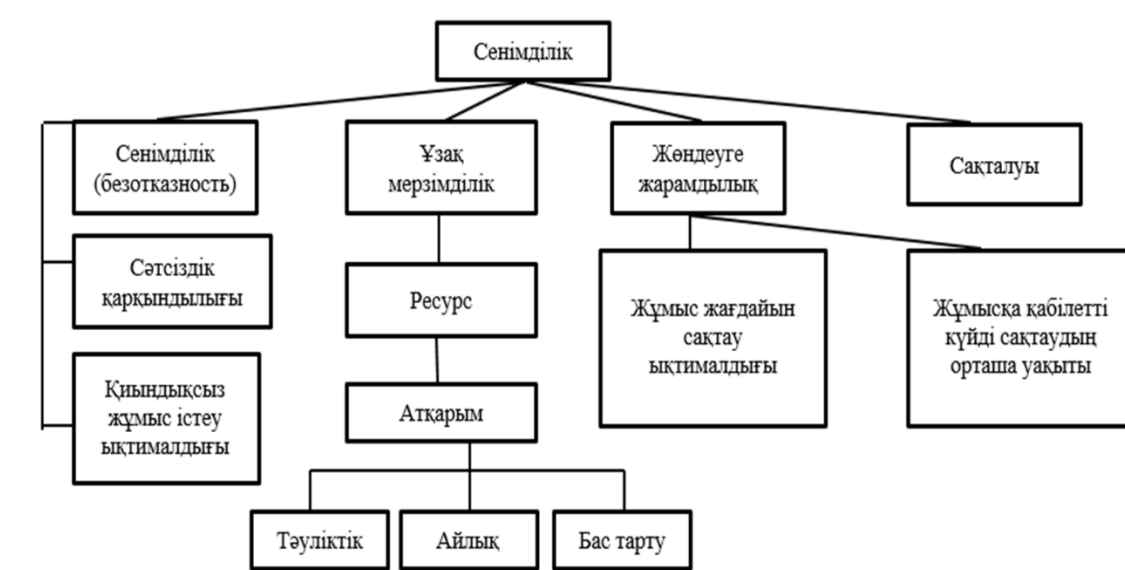 Сенімділік
Сенімділік
(безотказность)
Ұзақ
мерзімділік
Жөндеуге
жарамдылық
Сақталуы
Сәтсіздік
қарқындылығы
Ресурс
Жұмыс жағдайын
сақтау
ықтималдығы
Жұмысқа қабілетті
күйді сақтаудың
орташа уақыты
Қиындықсыз
жұмыс істеу
ықтималдығы
Атқарым
Тәуліктік
Айлық
Бас тарту